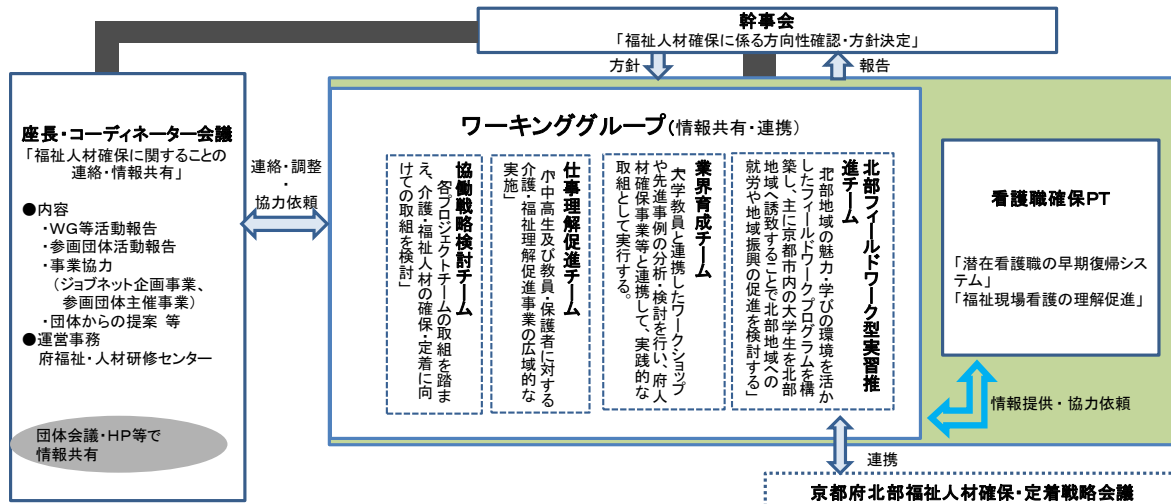 幹事会
「福祉人材確保に係る方向性確認・方針決定」
方針
報告
座長・コーディネーター会議
「福祉人材確保に関することの
連絡・情報共有」
●内容
・WG等活動報告
・参画団体活動報告
・事業協力
(ジョブネット企画事業、
参画団体主催事業)
・団体からの提案 等
●運営事務
府福祉・人材研修センター
団体会議・HP等で
情報共有
連絡・調整
・
協力依頼
ワーキンググループ(情報共有・連携)
北部フィールドワーク型実習推
進チーム
「北部地域の魅力・学びの環境を活か
したフィールドワークプログラムを構
築し、主に京都市内の大学生を北部
地域へ誘致することで北部地域への
就労や地域振興の促進を検討する」
業界育成チーム
「大学教員と連携したワークショップ
や先進事例の分析・検討を行い、府人
材確保事業等と連携して、実践的な
取組として実行する。
仕事理解促進チーム
「小中高生及び教員・保護者に対する
介護・福祉理解促進事業の広域的な
実施」
協働戦略検討チーム
「各プロジェクトチームの取組を踏ま
え、介護・福祉人材の確保・定着に向
けての取組を検討」
看護職確保PT
「潜在看護職の早期復帰シス
テム」
「福祉現場看護の理解促進」
情報提供・協力依頼
連携
京都府北部福祉人材確保・定着戦略会議